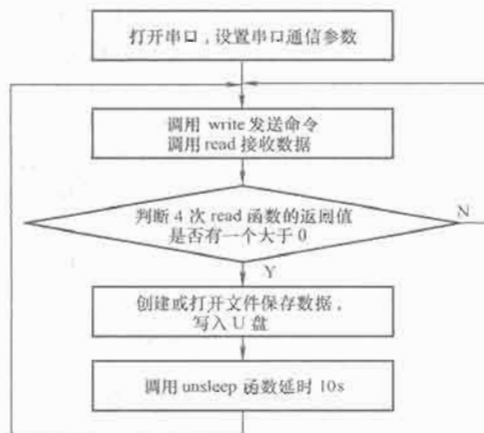 打开串口，设置串口通信参数
调用 write 发送命令
调用 read 接收数据
判断 4 次 read 函数的返回值
是否有一个大于 0
N
Y
创建或打开文件保存数据，
写入 U 盘
调用 unsleep 函数延时 10s